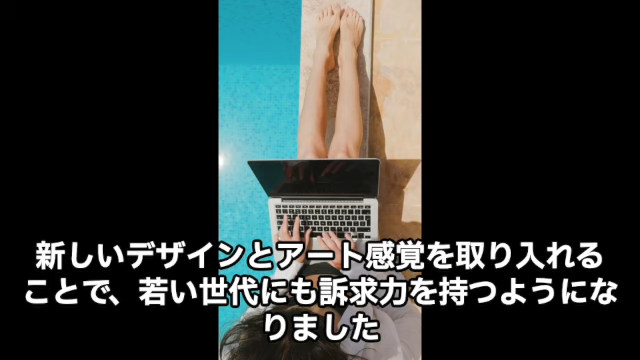 新しいデザインとアート感覚を取り入れる
ことで、若い世代にも訴求力を持つようにな
りました